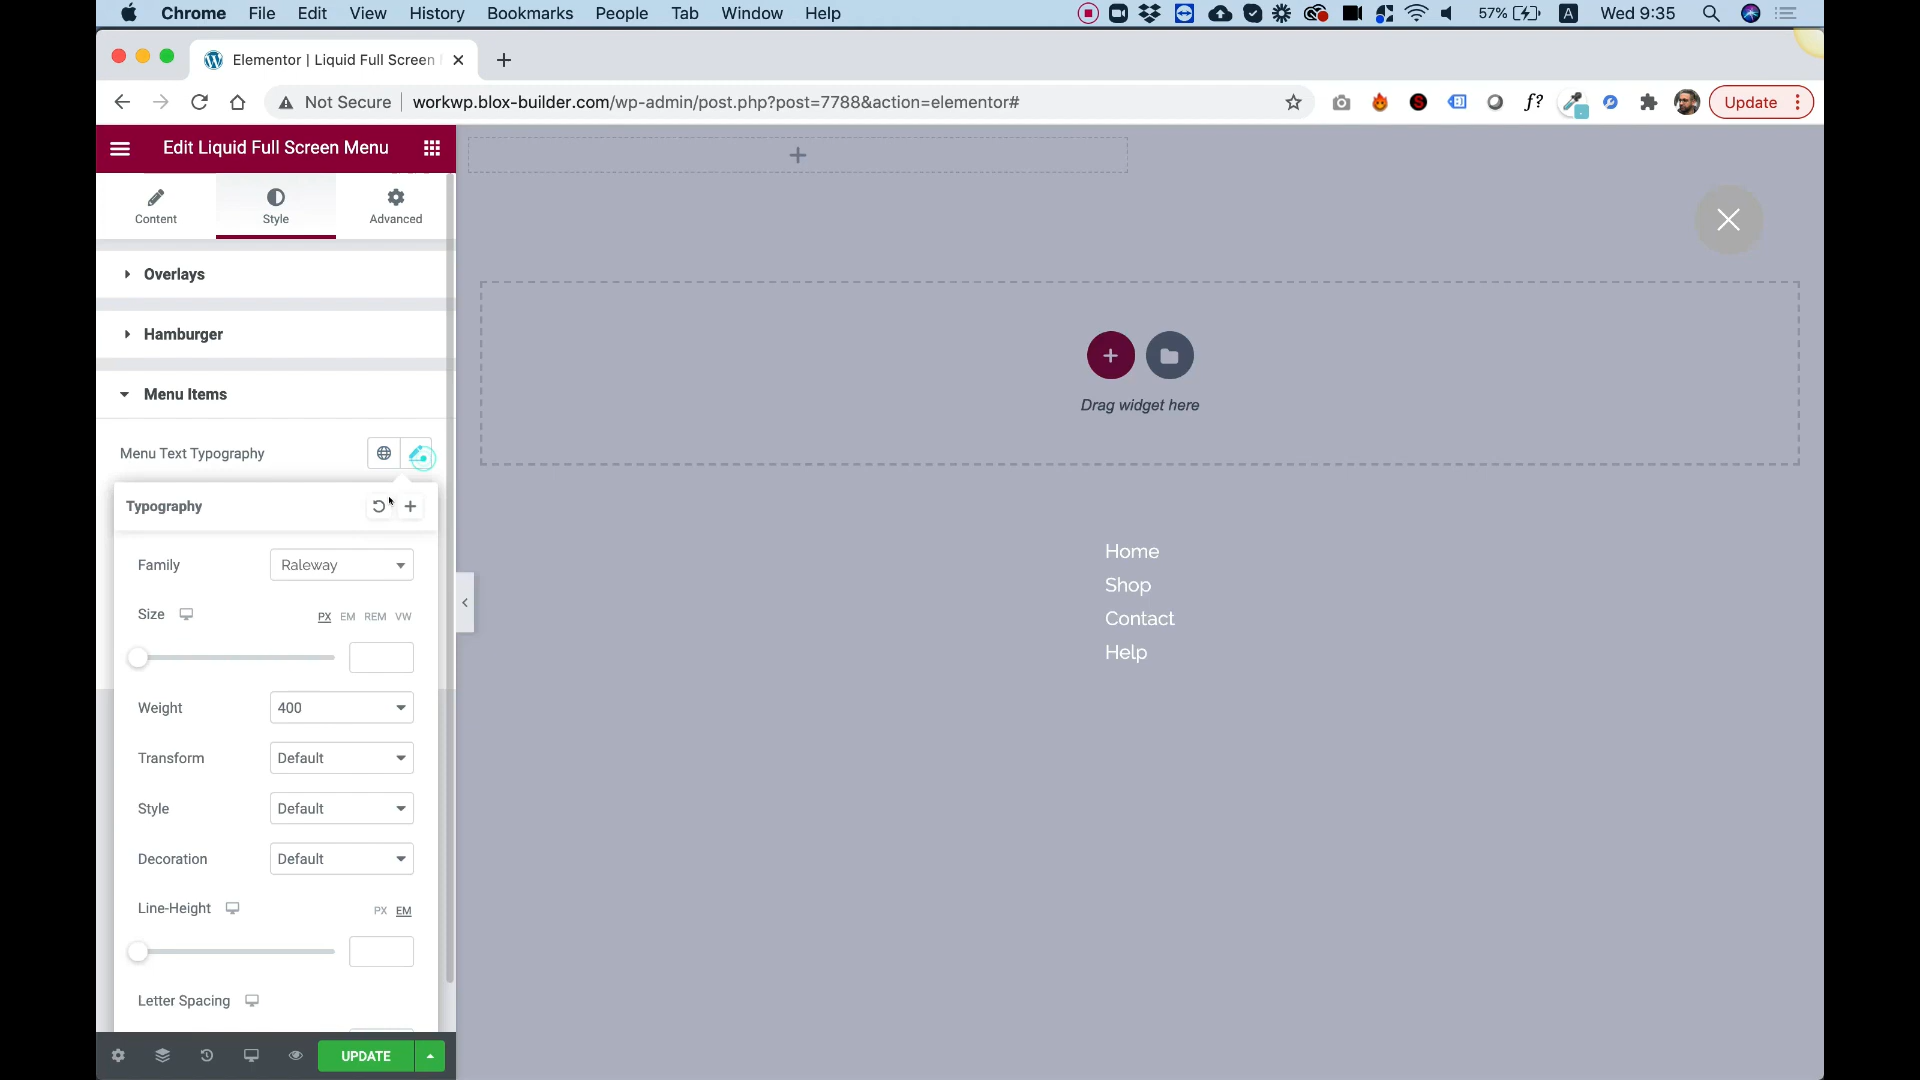 Chrome File Edit View History Bookmarks People Tab Window Help 57% A Wed 9:35
Elementor | Liquid Full Screen
Not Secure workwp.blox-builder.com/wp-admin/post.php?post=7788&action=elementor# S f? Update
Edit Liquid Full Screen Menu
Content Style Advanced
Overlays
Hamburger
Menu Items
Menu Text Typography
Typography
Family Raleway
Size PX EM REM VW
Weight 400
Transform Default
Style Default
Decoration Default
Line-Height PX EM
Letter Spacing
UPDATE
Drag widget here
Home
Shop
Contact
Help